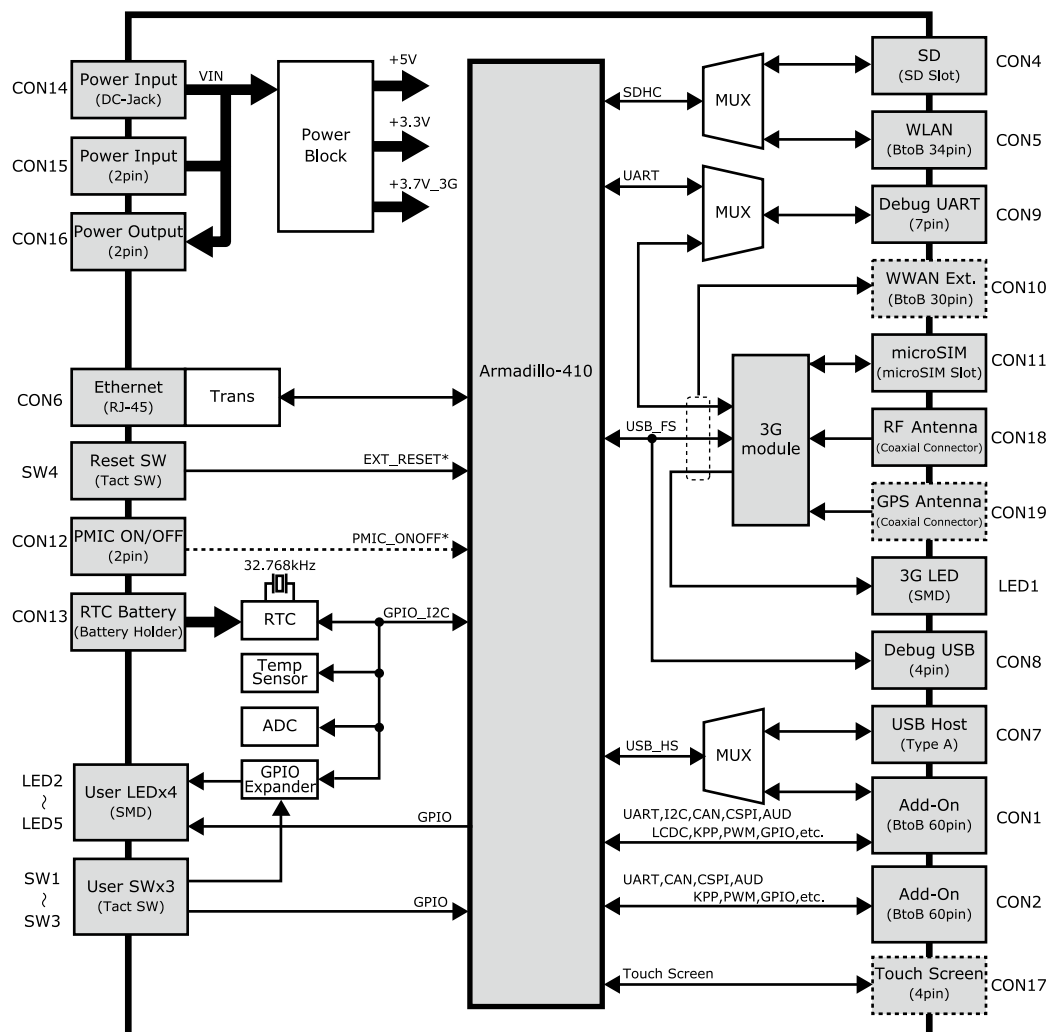 CON14
Power Input
(DC-Jack)
VIN
CON15
Power Input
(2pin)
CON16
Power Output
(2pin)
Power
Block
+5V
+3.3V
+3.7V_3G
CON6
Ethernet
(RJ-45)
Trans
SW4
Reset SW
(Tact SW)
EXT_RESET*
CON12
PMIC ON/OFF
(2pin)
PMIC_ONOFF*
CON13
RTC Battery
(Battery Holder)
32.768kHz
RTC
GPIO_I2C
Temp
Sensor
ADC
GPIO
Expander
LED2
~
LED5
User LEDx4
(SMD)
GPIO
SW1
~
SW3
User SWx3
(Tact SW)
GPIO
Armadillo-410
SDHC
MUX
SD
(SD Slot)
CON4
WLAN
(BtoB 34pin)
CON5
UART
MUX
Debug UART
(7pin)
CON9
WWAN Ext.
(BtoB 30pin)
CON10
microSIM
(microSIM Slot)
CON11
USB_FS
3G
module
RF Antenna
(Coaxial Connector)
CON18
GPS Antenna
(Coaxial Connector)
CON19
3G LED
(SMD)
LED1
Debug USB
(4pin)
CON8
USB_HS
MUX
USB Host
(Type A)
CON7
Add-On
(BtoB 60pin)
CON1
UART,I2C,CAN,CSPI,AUD
LCDC,KPP,PWM,GPIO,etc.
UART,CAN,CSPI,AUD
KPP,PWM,GPIO,etc.
Add-On
(BtoB 60pin)
CON2
Touch Screen
Touch Screen
(4pin)
CON17